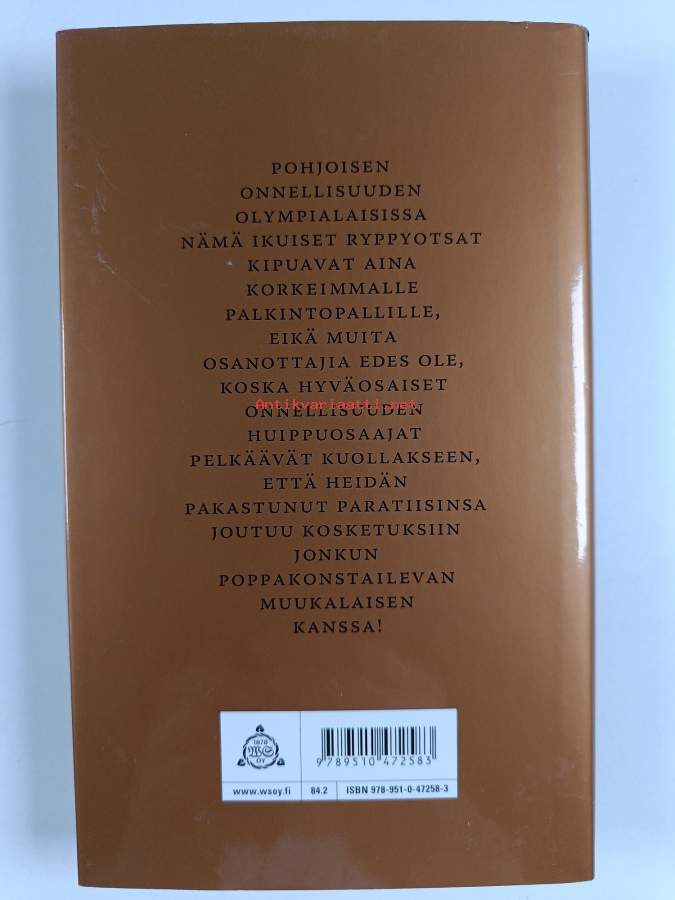 POHJOISEN
ONNELLISUUDEN
OLYMPIALAISISSA
NÄMÄ IKUISET RYPPYOTSAT
KIPUAVAT AINA
KORKEIMMALLE
PALKINTOPALLILLE,
EIKÄ MUITA
OSANOTTAJIA EDES OLE,
KOSKA HYVÄOSAISET
Antikvariaatti.net
ONNELLISUUDEN
HUIPPUOSAAJAT
PELKÄÄVÄT KUOLLAKSEEN,
ETTÄ HEIDÄN
PAKASTUNUT PARATIISINSA
JOUTUU KOSKETUKSIIN
JONKUN
POPPAKONSTAILEVAN
MUUKALAISEN
KANSSA!
1878
WS
OY
9 789510 472583
www.wsoy.fi 84.2 ISBN 978-951-0-47258-3